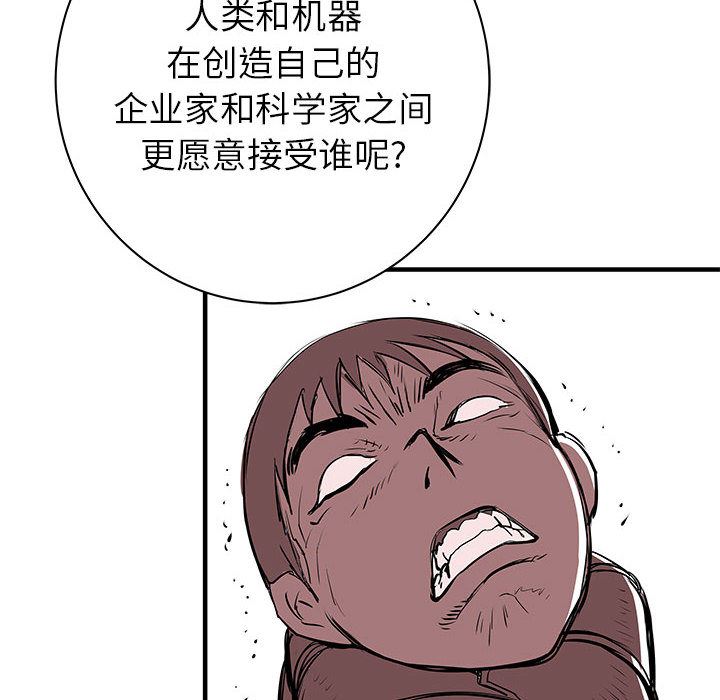 人类和机器
在创造自己的
企业家和科学家之间
更愿意接受谁呢?